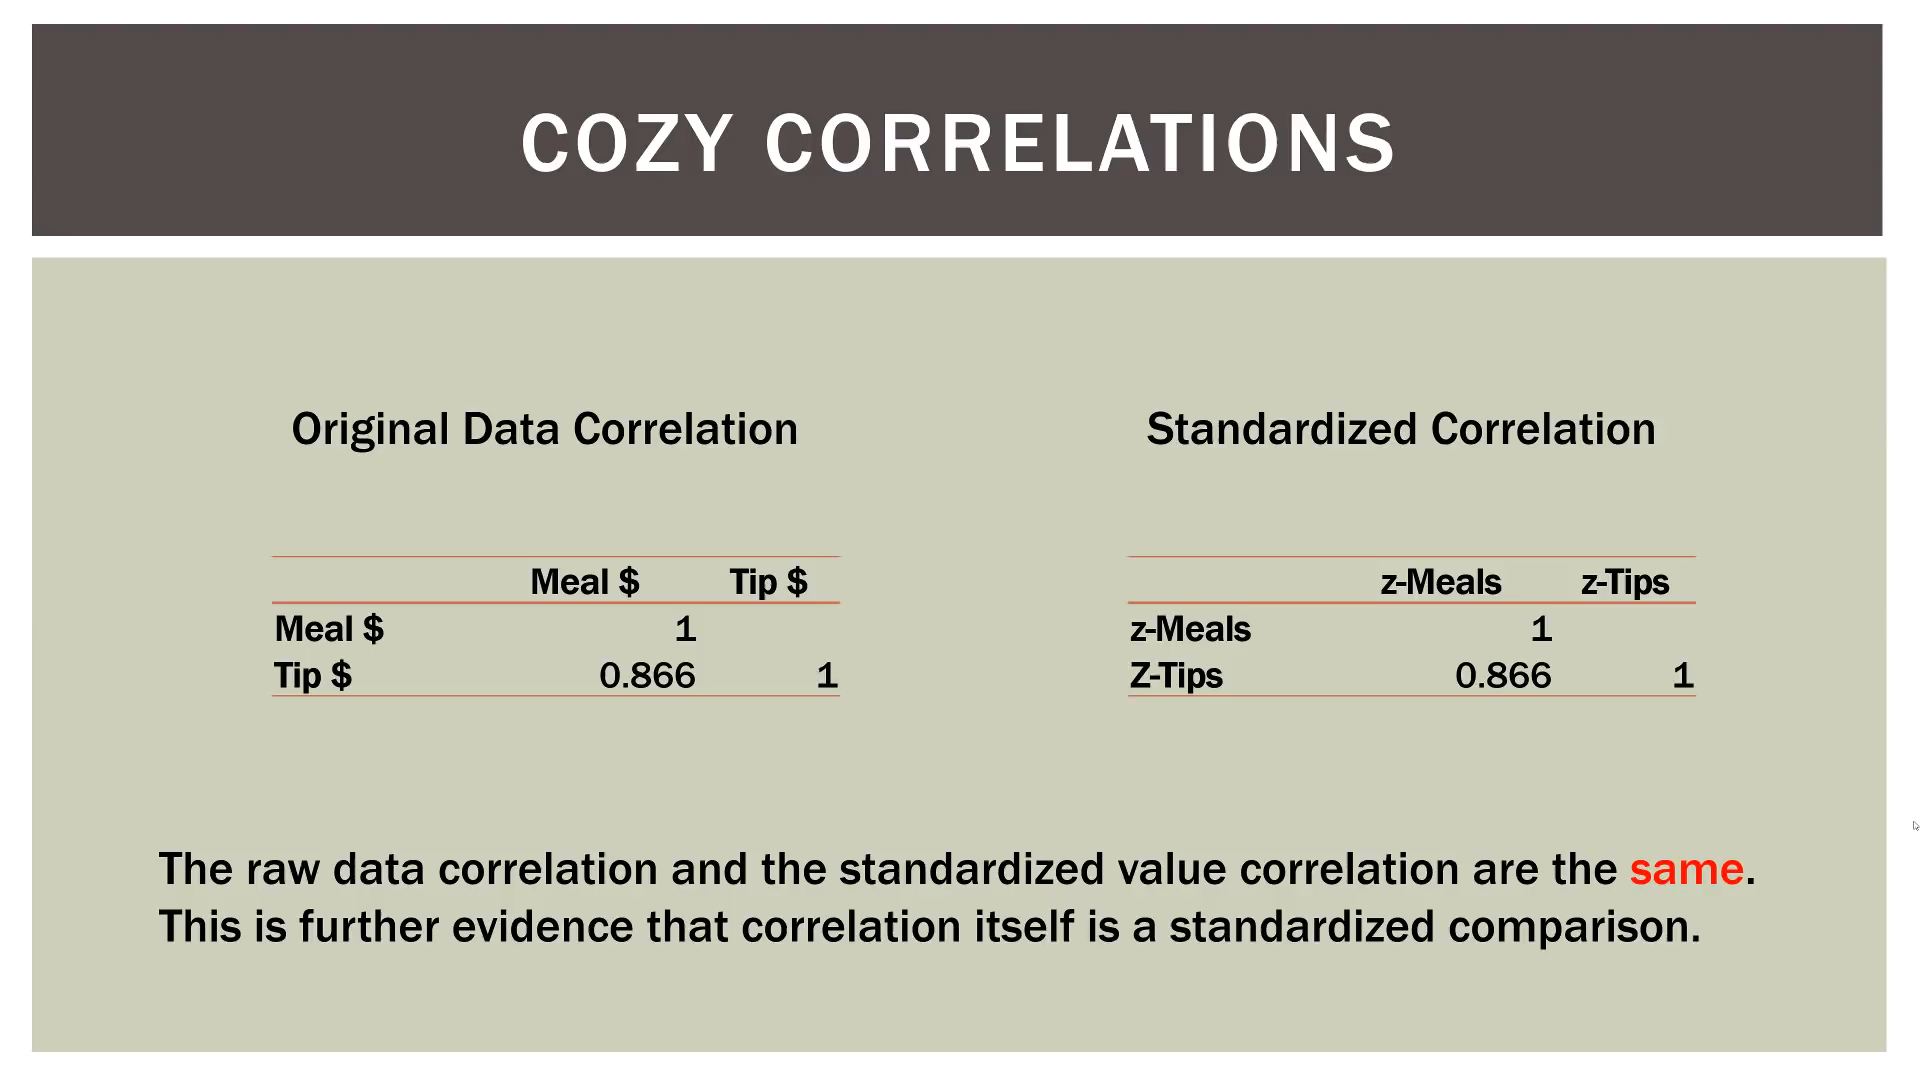 COZY CORRELATIONS
Original Data Correlation
Meal $ Tip $
Meal $ 1
Tip $ 0.866 1
Standardized Correlation
z-Meals z-Tips
z-Meals 1
Z-Tips 0.866 1
The raw data correlation and the standardized value correlation are the same.
This is further evidence that correlation itself is a standardized comparison.